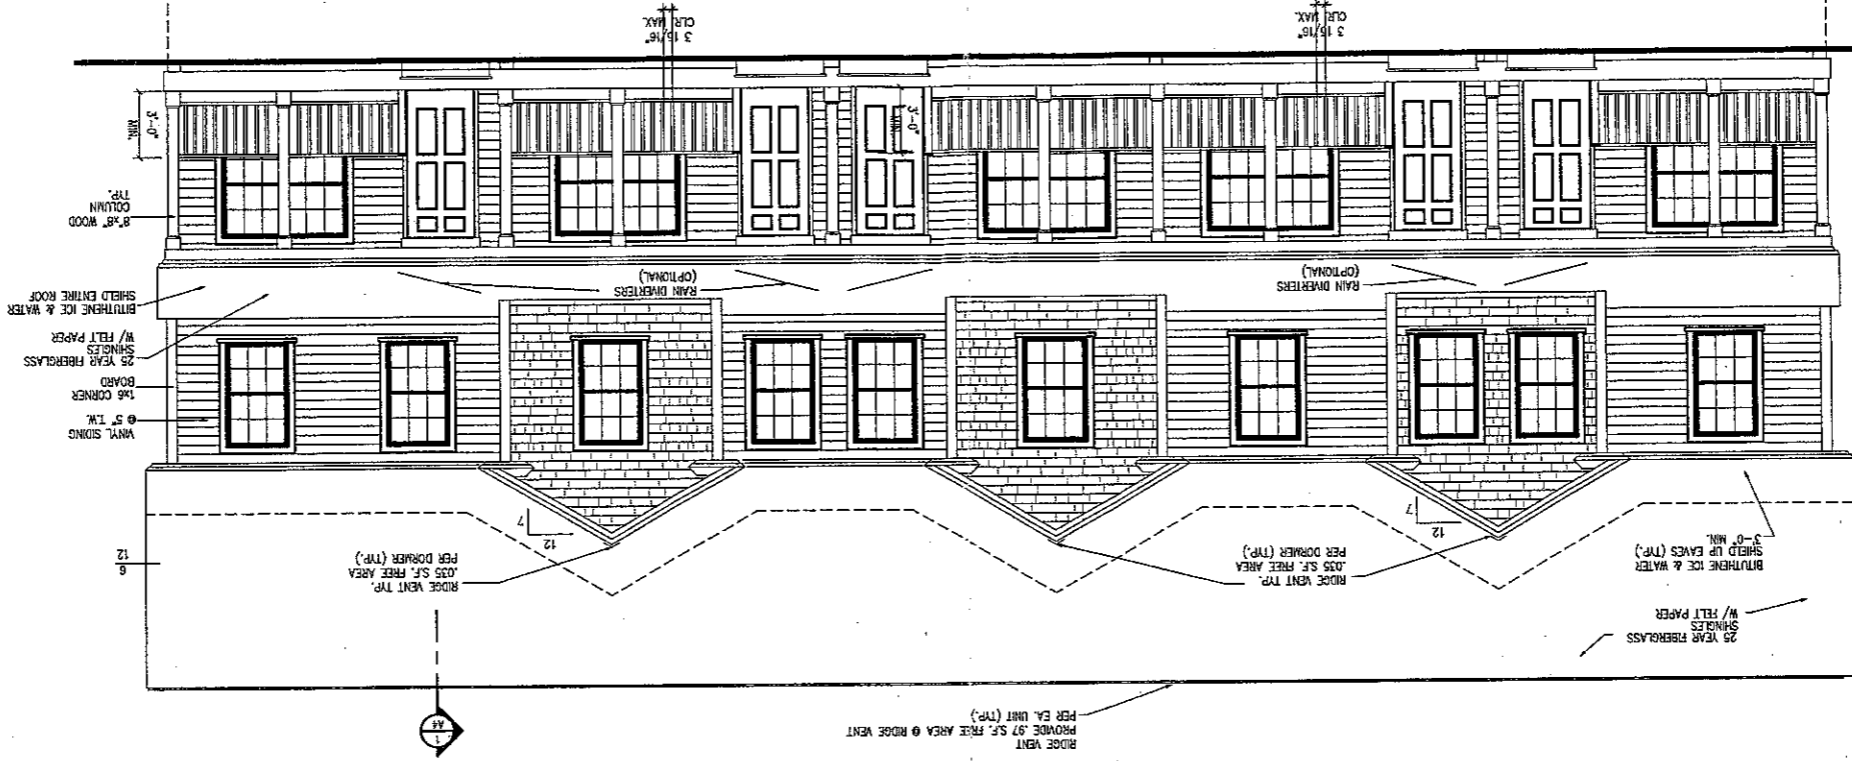 RIDGE VENT
PROVIDE .97 S.F. FREE AREA @ RIDGE VENT
PER EA. UNIT (TYP.)
1
A4
25 YEAR FIBERGLASS
SHINGLES
W/ FELT PAPER
BITUTHENE ICE & WATER
SHIELD UP EAVES (TYP.)
3'-0" MIN.
RIDGE VENT TYP.
.035 S.F. FREE AREA
PER DORMER (TYP.)
RIDGE VENT TYP.
.035 S.F. FREE AREA
PER DORMER (TYP.)
6
12
12
7
12
7
VINYL SIDING
@ 5" T.W.
1x6 CORNER
BOARD
25 YEAR FIBERGLASS
SHINGLES
W/ FELT PAPER
BITUTHENE ICE & WATER
SHIELD ENTIRE ROOF
RAIN DIVERTERS
(OPTIONAL)
RAIN DIVERTERS
(OPTIONAL)
8"x8" WOOD
COLUMN
TYP.
3'-0"
MIN.
3'-0"
MIN.
3 15/16"
CLR. MAX.
3 15/16"
CLR. MAX.